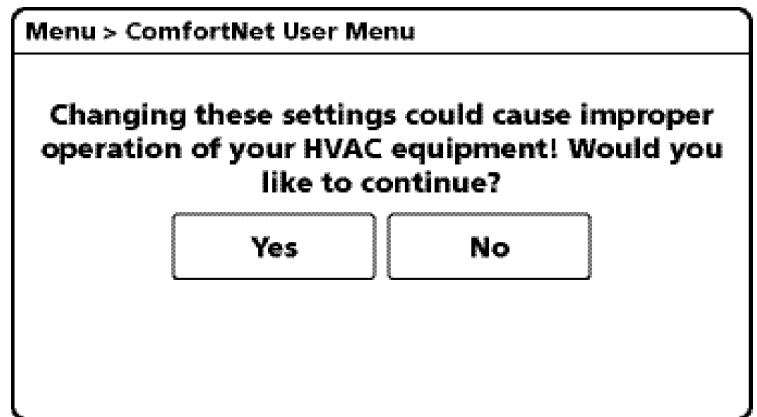 Menu > ComfortNet User Menu
Changing these settings could cause improper
operation of your HVAC equipment! Would you
like to continue?
Yes No